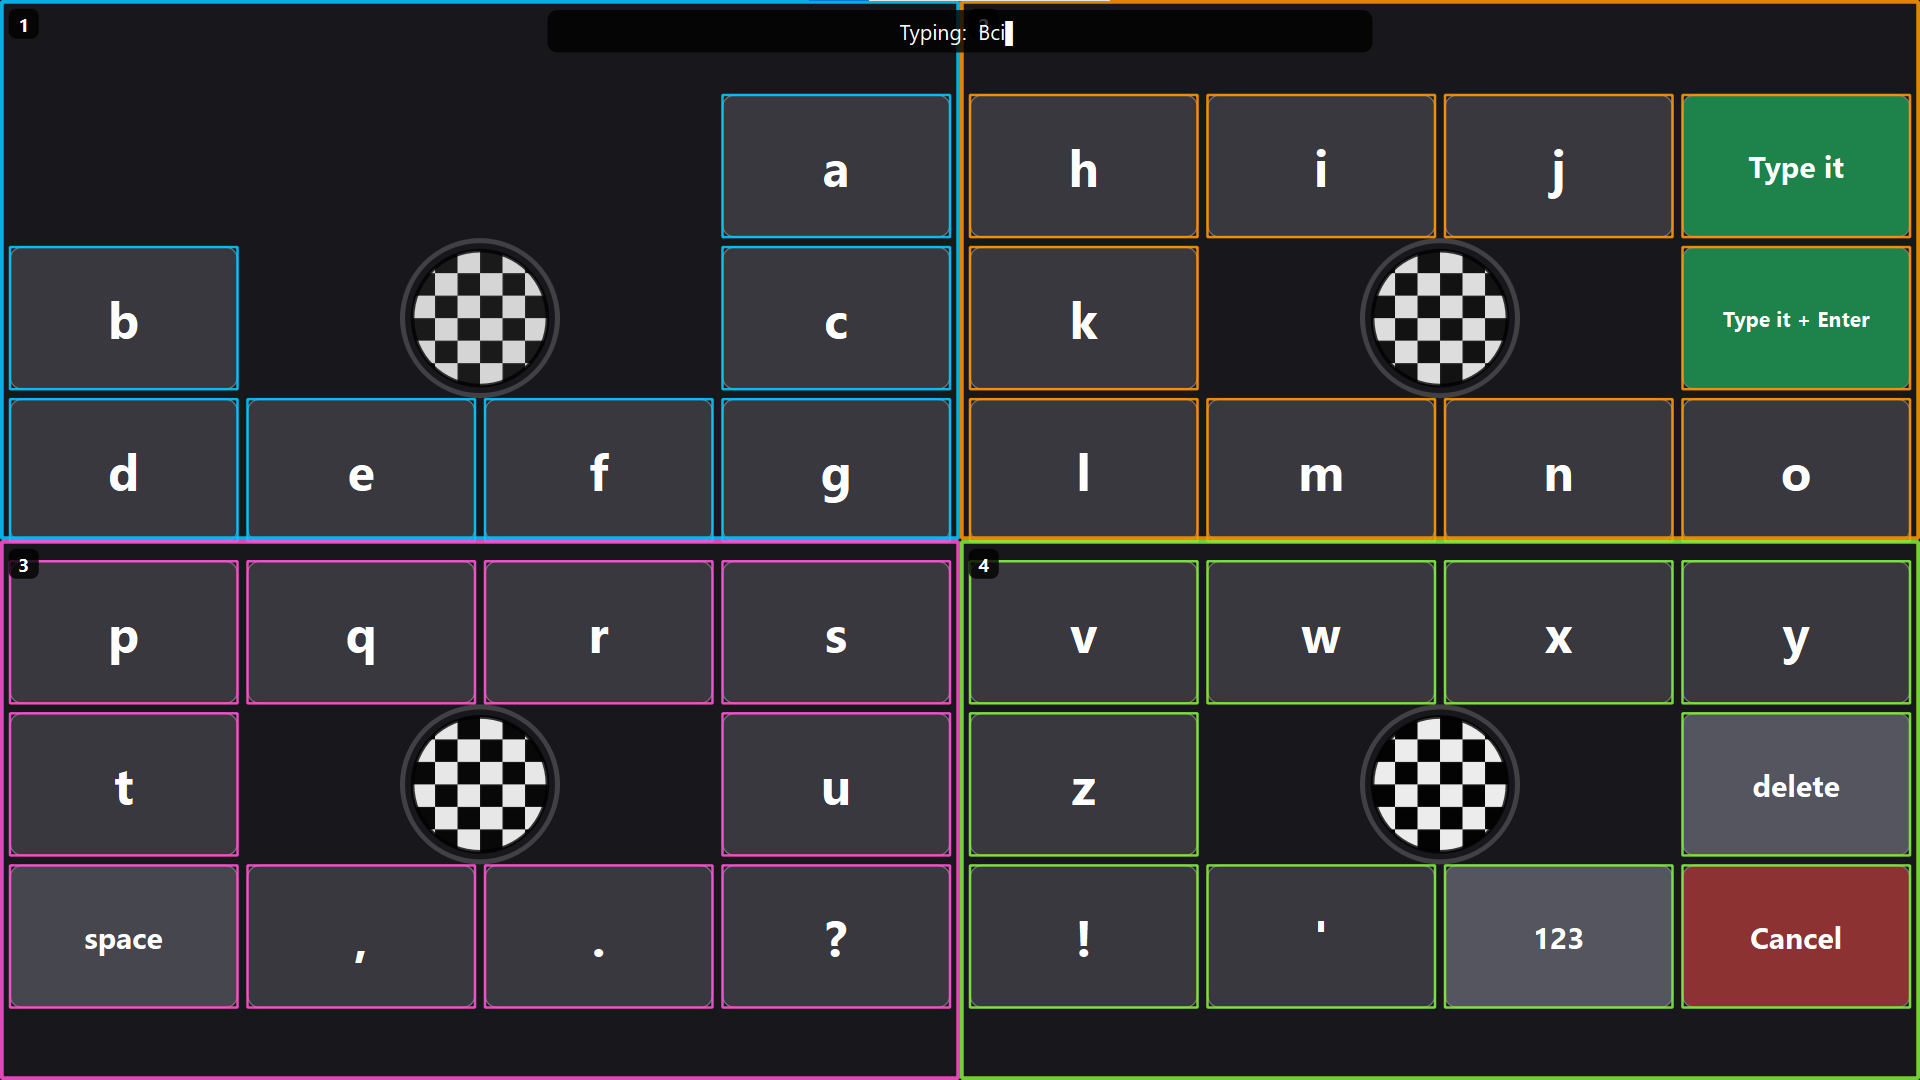 1
Typing: Bci
a
h i j Type it
b
c
k
Type it + Enter
d e f g
l m n o
3
4
p q r s
v w x y
t
u
z
delete
space , . ?
! ' 123 Cancel